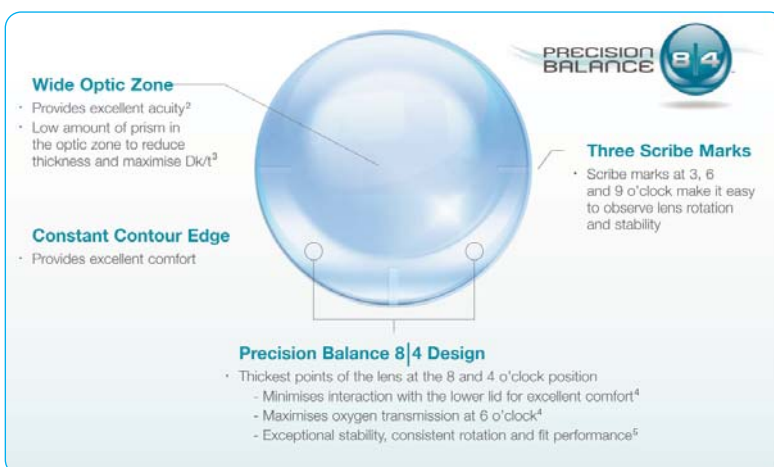 PRECISION
BALANCE 8|4™
Wide Optic Zone
· Provides excellent acuity²
· Low amount of prism in
the optic zone to reduce
thickness and maximise Dk/t³
Three Scribe Marks
· Scribe marks at 3, 6
and 9 o'clock make it easy
to observe lens rotation
and stability
Constant Contour Edge
· Provides excellent comfort
Precision Balance 8|4 Design
· Thickest points of the lens at the 8 and 4 o'clock position
- Minimises interaction with the lower lid for excellent comfort⁴
- Maximises oxygen transmission at 6 o'clock⁴
- Exceptional stability, consistent rotation and fit performance⁵